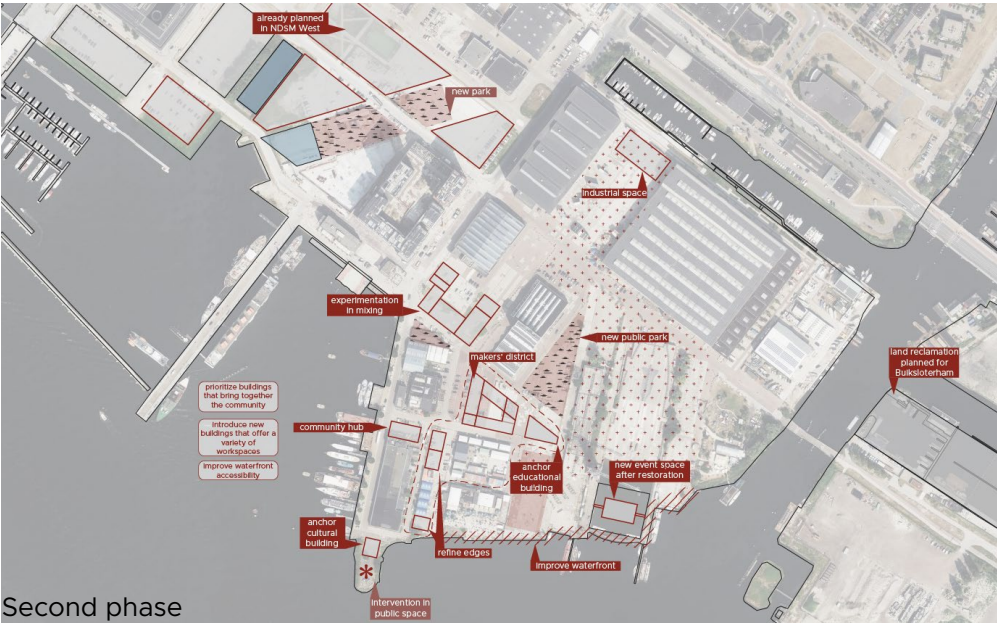 already planned
in NDSM West
new park
industrial space
experimentation
in mixing
new public park
makers' district
land reclamation
planned for
Buiksloterham
prioritize buildings
that bring together
the community
introduce new
buildings that offer a
variety of
workspaces
improve waterfront
accessibility
community hub
anchor
educational
building
new event space
after restoration
anchor
cultural
building
refine edges
improve waterfront
intervention in
public space
Second phase